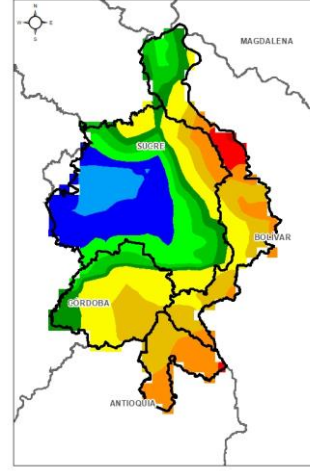 N
W E
S
MAGDALENA
SUCRE
BOLIVAR
CORDOBA
ANTIOQUIA